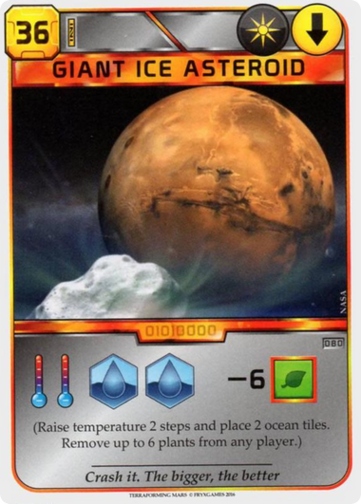 36
GIANT ICE ASTEROID
NASA
01010000
080
-6
(Raise temperature 2 steps and place 2 ocean tiles.
Remove up to 6 plants from any player.)
Crash it. The bigger, the better
TERRAFORMING MARS © FRYXGAMES 2016